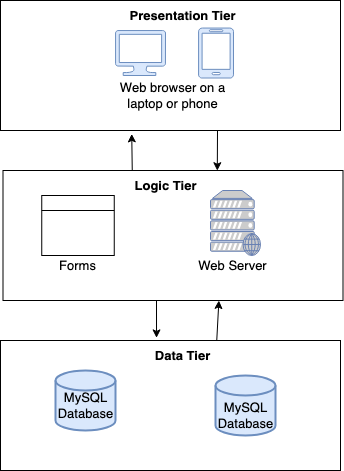 Presentation Tier
Web browser on a
laptop or phone
Logic Tier
Forms
Web Server
Data Tier
MySQL
Database
MySQL
Database